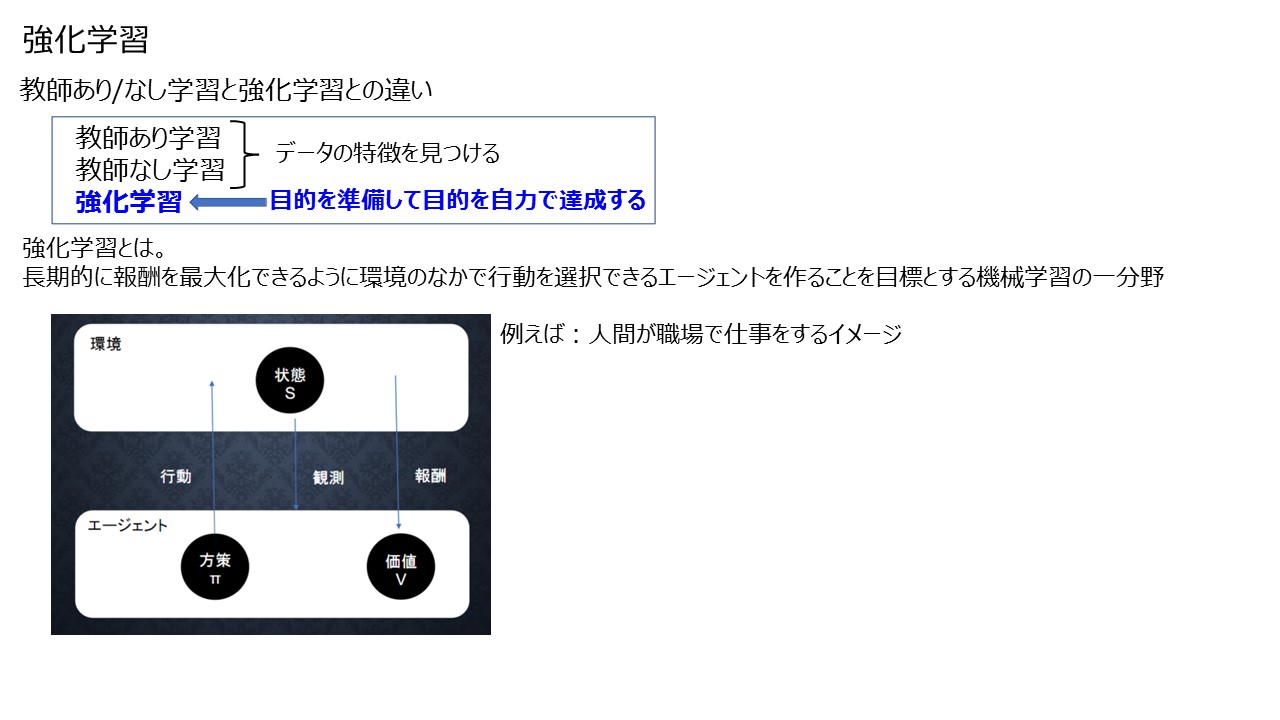 強化学習
教師あり/なし学習と強化学習との違い
教師あり学習
教師なし学習
データの特徴を見つける
強化学習
目的を準備して目的を自力で達成する
強化学習とは。
長期的に報酬を最大化できるように環境のなかで行動を選択できるエージェントを作ることを目標とする機械学習の一分野
例えば：人間が職場で仕事をするイメージ
環境
状態
S
行動
観測
報酬
エージェント
方策
π
価値
V